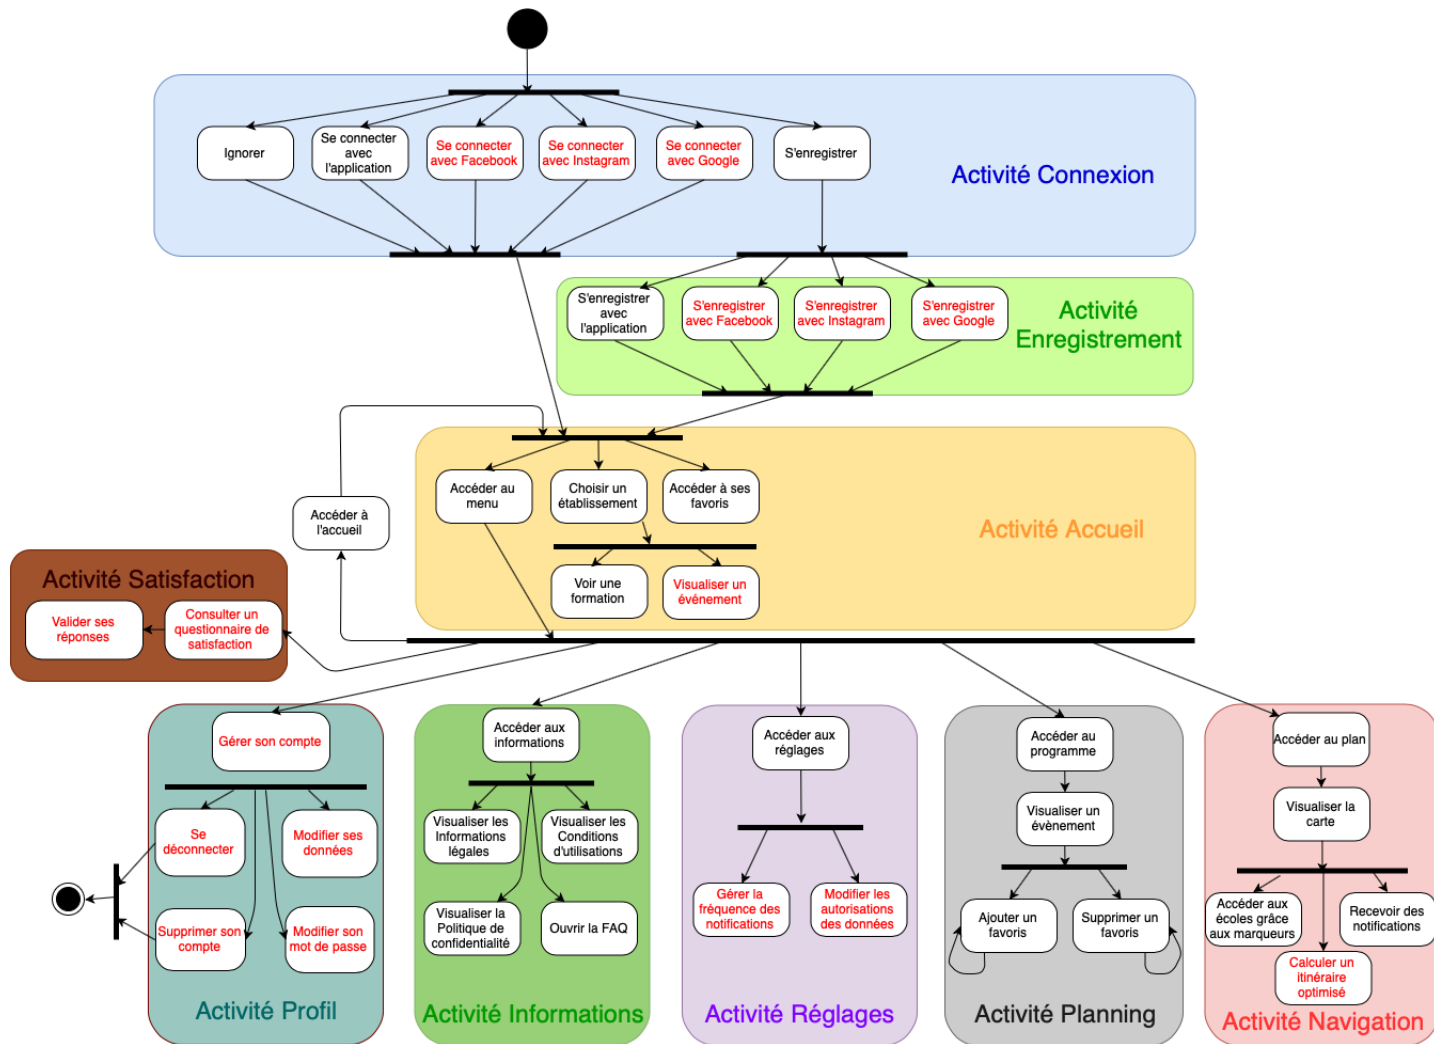 Ignorer
Se connecter
avec
l'application
Se connecter
avec Facebook
Se connecter
avec Instagram
Se connecter
avec Google
S'enregistrer
Activité Connexion
S'enregistrer
avec
l'application
S'enregistrer
avec Facebook
S'enregistrer
avec Instagram
S'enregistrer
avec Google
Activité
Enregistrement
Accéder à
l'accueil
Accéder au
menu
Choisir un
établissement
Accéder à ses
favoris
Activité Accueil
Voir une
formation
Visualiser un
événement
Activité Satisfaction
Valider ses
réponses
Consulter un
questionnaire de
satisfaction
Gérer son compte
Se
déconnecter
Modifier ses
données
Supprimer son
compte
Modifier son
mot de passe
Activité Profil
Accéder aux
informations
Visualiser les
Informations
légales
Visualiser les
Conditions
d'utilisations
Visualiser la
Politique de
confidentialité
Ouvrir la FAQ
Activité Informations
Accéder aux
réglages
Gérer la
fréquence des
notifications
Modifier les
autorisations
des données
Activité Réglages
Accéder au
programme
Visualiser un
évènement
Ajouter un
favoris
Supprimer un
favoris
Activité Planning
Accéder au plan
Visualiser la
carte
Accéder aux
écoles grâce
aux marqueurs
Recevoir des
notifications
Calculer un
itinéraire
optimisé
Activité Navigation